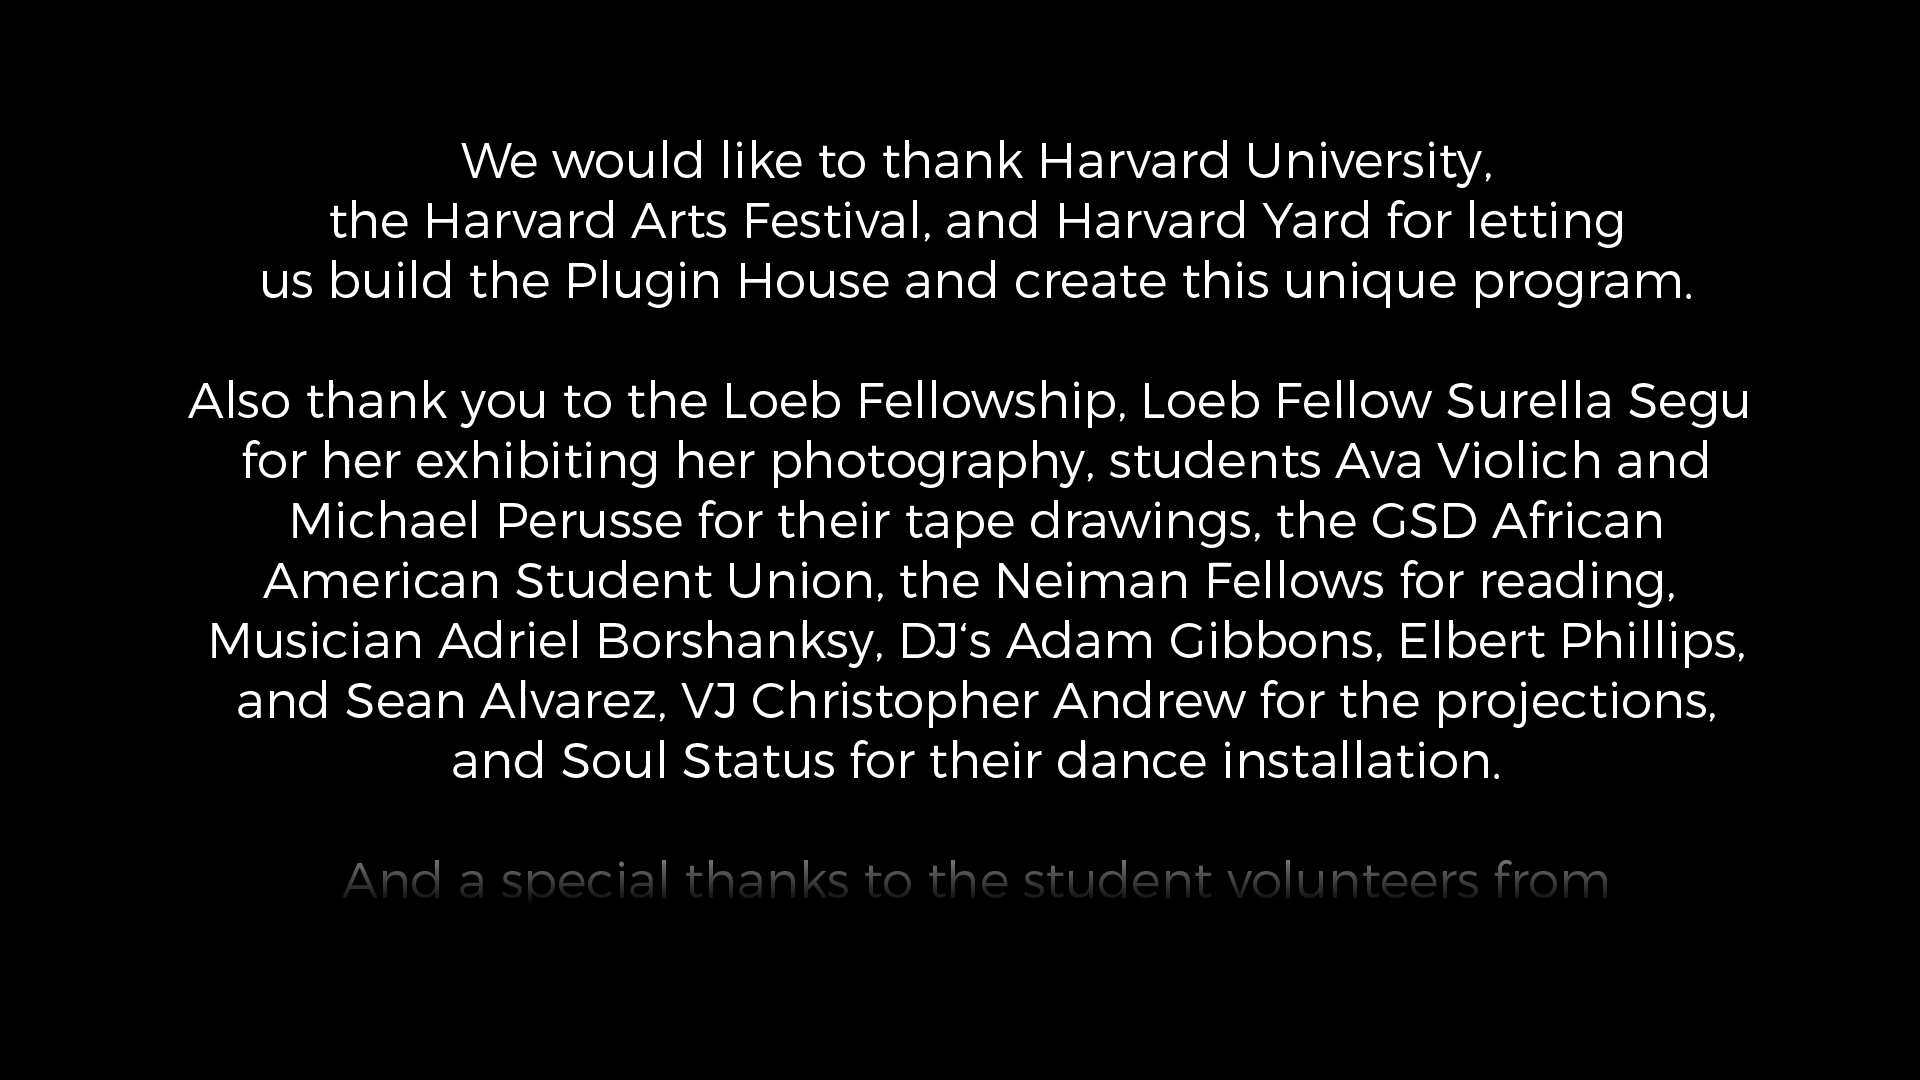 We would like to thank Harvard University,
the Harvard Arts Festival, and Harvard Yard for letting
us build the Plugin House and create this unique program.
Also thank you to the Loeb Fellowship, Loeb Fellow Surella Segu
for her exhibiting her photography, students Ava Violich and
Michael Perusse for their tape drawings, the GSD African
American Student Union, the Neiman Fellows for reading,
Musician Adriel Borshanksy, DJ‘s Adam Gibbons, Elbert Phillips,
and Sean Alvarez, VJ Christopher Andrew for the projections,
and Soul Status for their dance installation.
And a special thanks to the student volunteers from